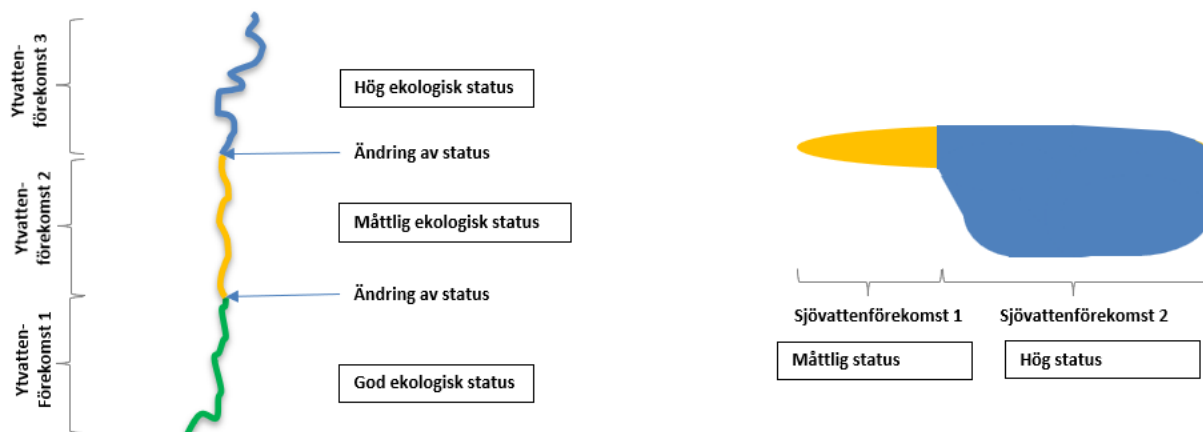 Ytvatten-
förekomst 3
Hög ekologisk status
Ändring av status
Ytvatten-
förekomst 2
Måttlig ekologisk status
Ändring av status
Ytvatten-
Förekomst 1
God ekologisk status
Sjövattenförekomst 1
Sjövattenförekomst 2
Måttlig status
Hög status